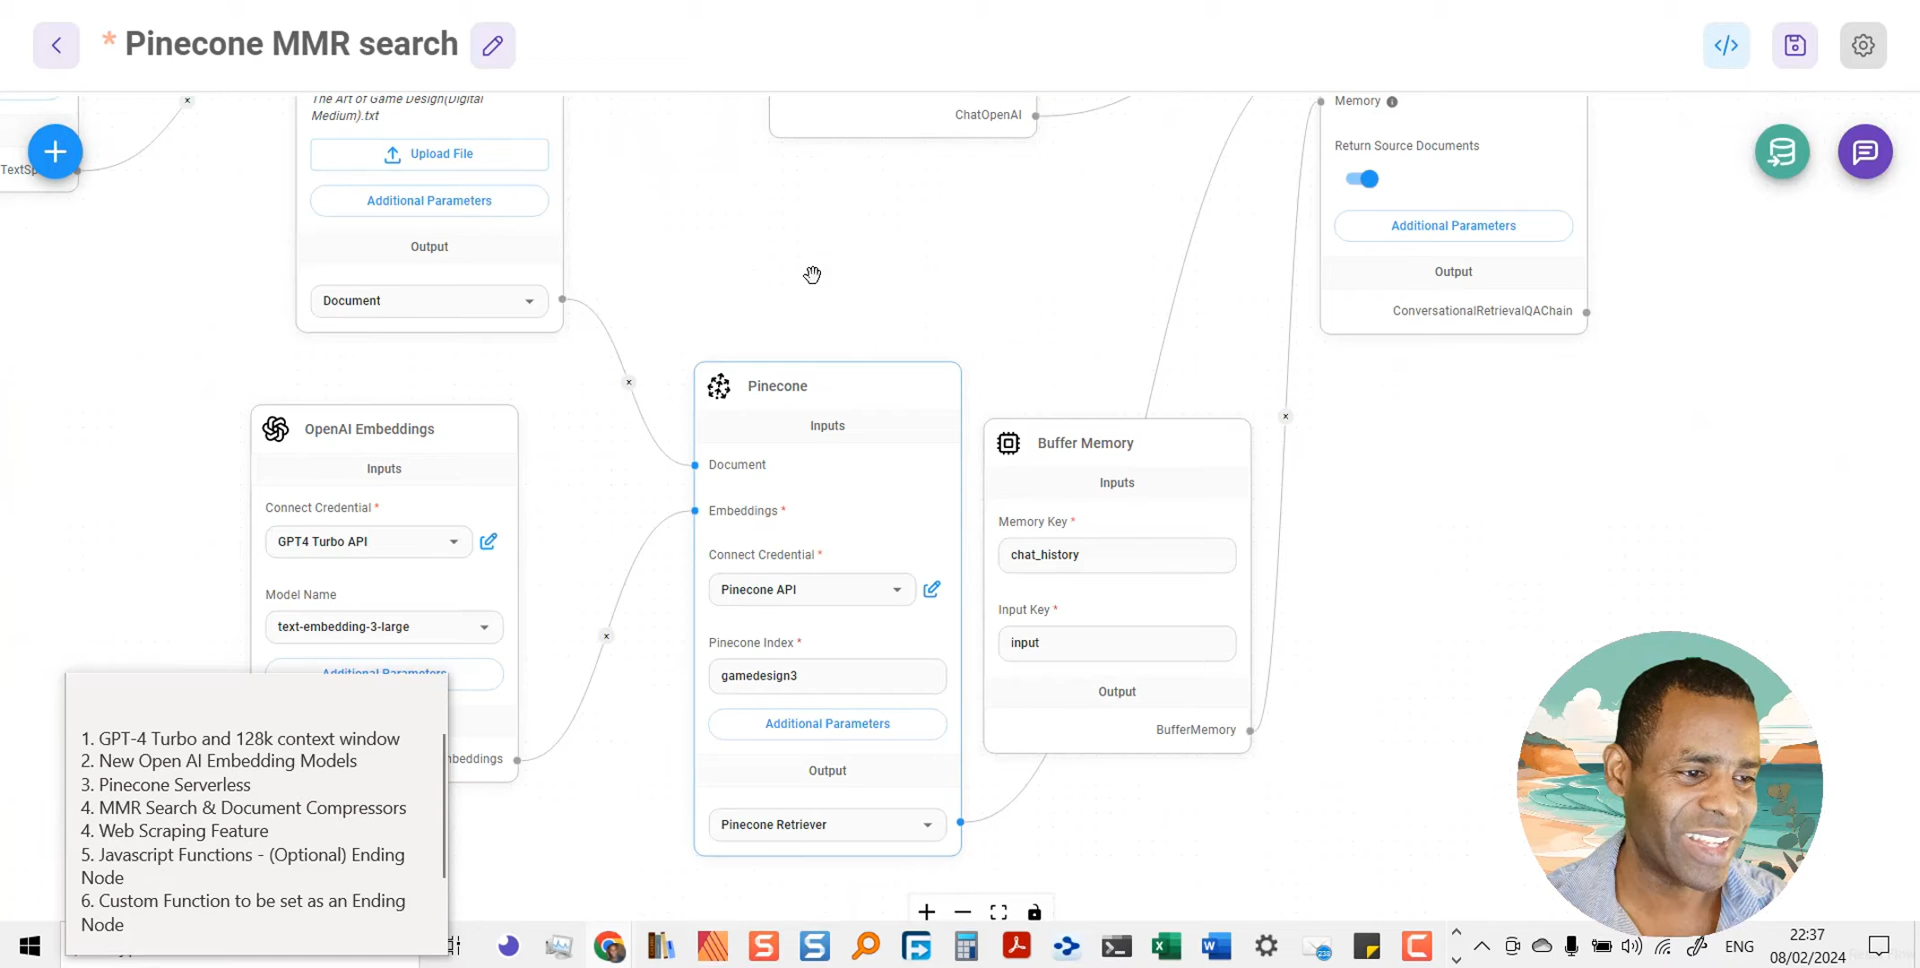 * Pinecone MMR search
The Art of Game Design(Digital
Medium).txt
Upload File
Additional Parameters
Output
Document
ChatOpenAI
Memory
Return Source Documents
Additional Parameters
Output
ConversationalRetrievalQAChain
OpenAI Embeddings
Inputs
Connect Credential *
GPT4 Turbo API
Model Name
text-embedding-3-large
Additional Parameters
Pinecone
Inputs
Document
Embeddings *
Connect Credential *
Pinecone API
Pinecone Index *
gamedesign3
Additional Parameters
Output
Pinecone Retriever
Buffer Memory
Inputs
Memory Key *
chat_history
Input Key *
input
Output
BufferMemory
1. GPT-4 Turbo and 128k context window
2. New Open AI Embedding Models
3. Pinecone Serverless
4. MMR Search & Document Compressors
4. Web Scraping Feature
5. Javascript Functions - (Optional) Ending
Node
6. Custom Function to be set as an Ending
Node
ENG
22:37
08/02/2024